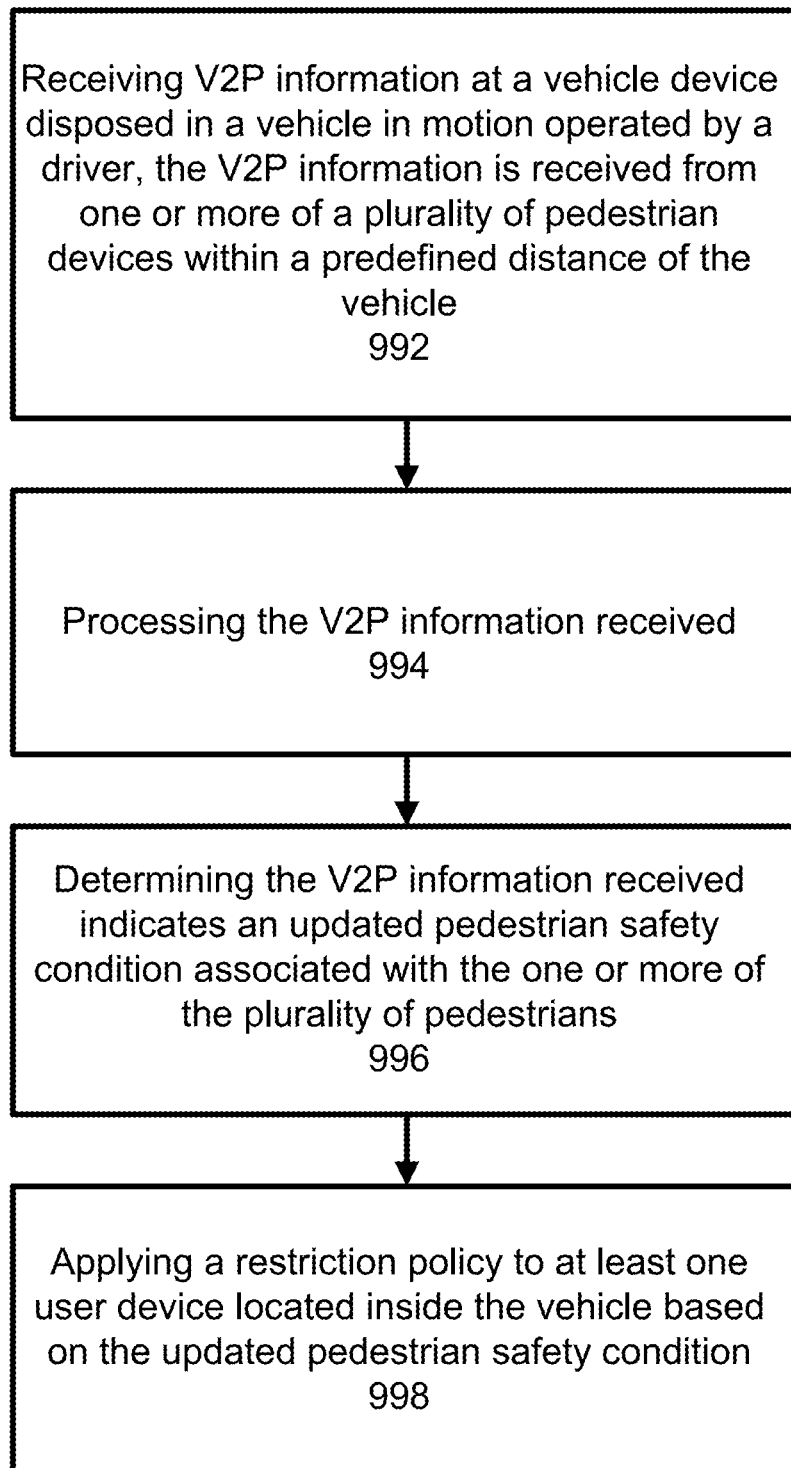 Receiving V2P information at a vehicle device
disposed in a vehicle in motion operated by a
driver, the V2P information is received from
one or more of a plurality of pedestrian
devices within a predefined distance of the
vehicle
992
Processing the V2P information received
994
Determining the V2P information received
indicates an updated pedestrian safety
condition associated with the one or more of
the plurality of pedestrians
996
Applying a restriction policy to at least one
user device located inside the vehicle based
on the updated pedestrian safety condition
998